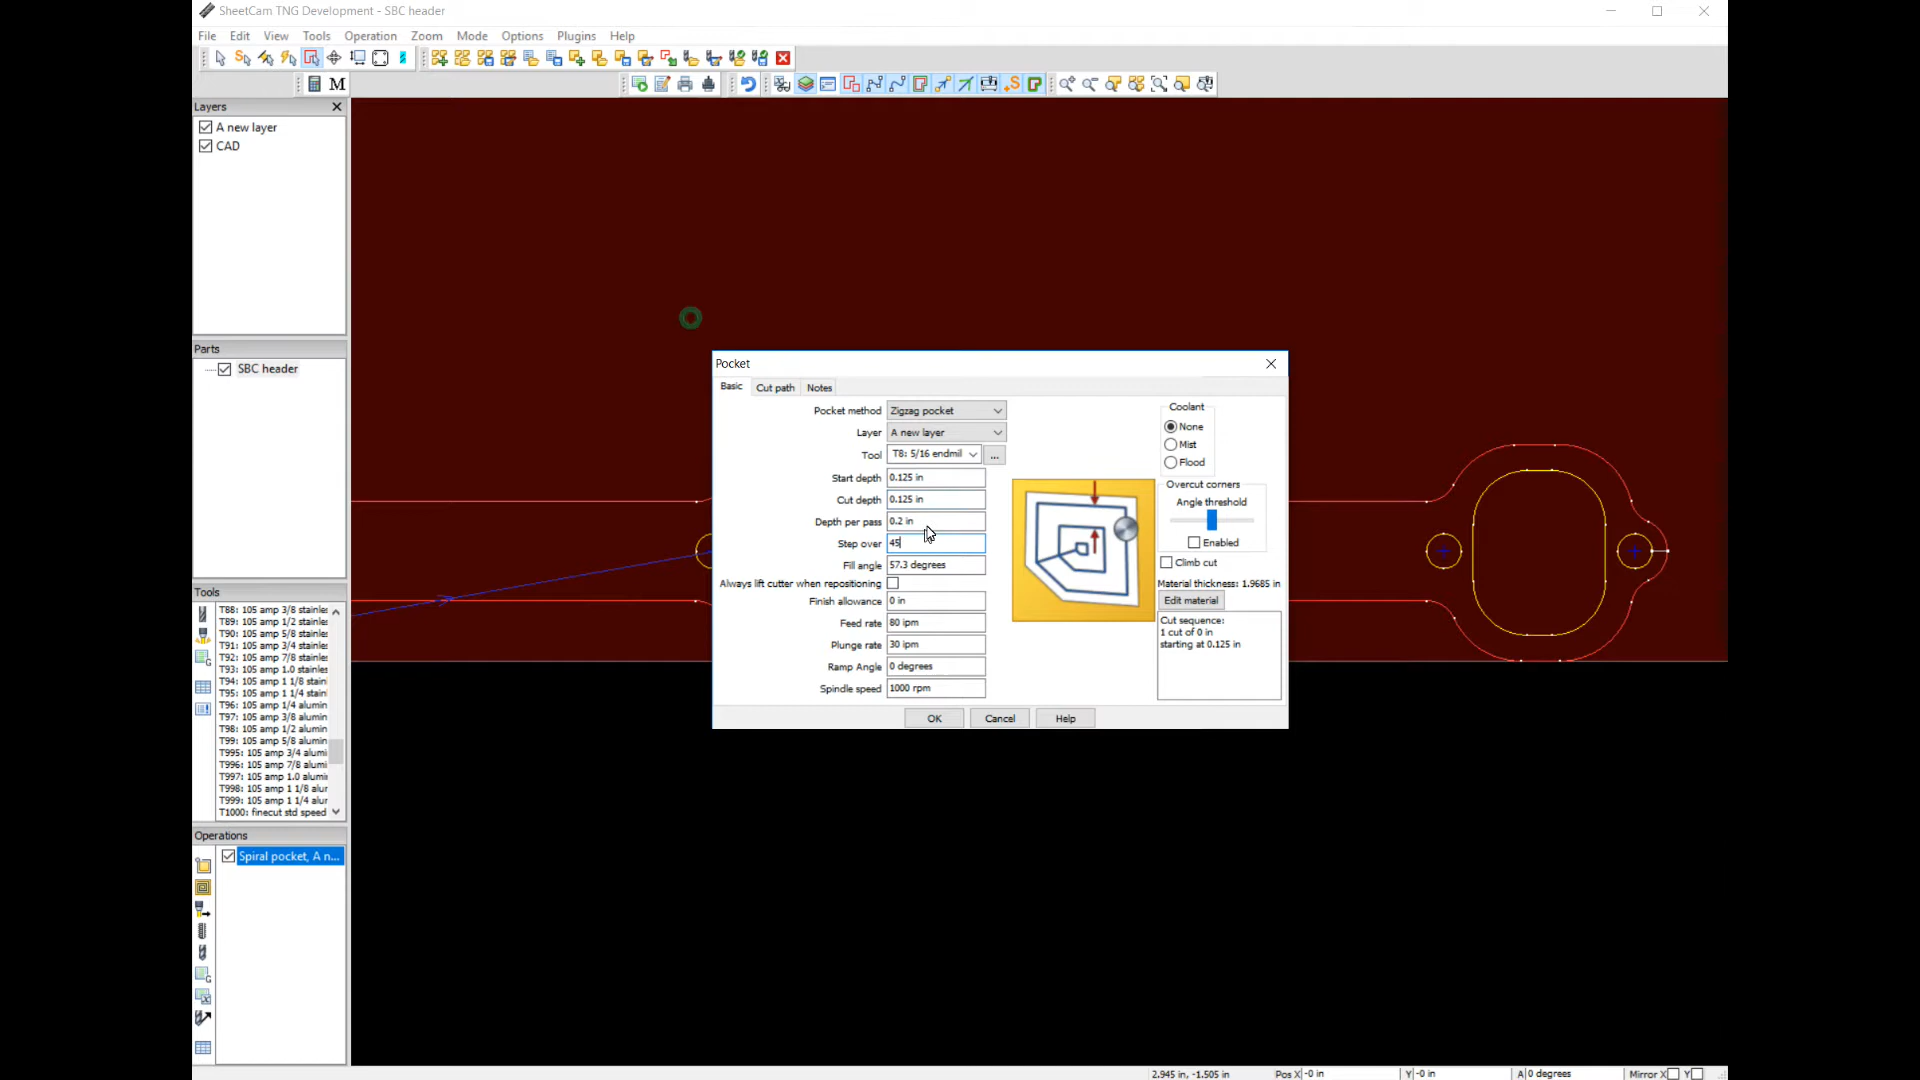 SheetCam TNG Development - SBC header
File Edit View Tools Operation Zoom Mode Options Plugins Help
M
Layers
A new layer
CAD
Parts
SBC header
Tools
T88: 105 amp 3/8 stainles
T89: 105 amp 1/2 stainles
T90: 105 amp 5/8 stainles
T91: 105 amp 3/4 stainles
T92: 105 amp 7/8 stainles
T93: 105 amp 1.0 stainles
T94: 105 amp 1 1/8 stain
T95: 105 amp 1 1/4 stain
T96: 105 amp 1/4 alumin
T97: 105 amp 3/8 alumin
T98: 105 amp 1/2 alumin
T99: 105 amp 5/8 alumin
T995: 105 amp 3/4 alumi
T996: 105 amp 7/8 alumi
T997: 105 amp 1.0 alumin
T998: 105 amp 1 1/8 alur
T999: 105 amp 1 1/4 alur
T1000: finecut std speed
Operations
Spiral pocket, A n...
Pocket
Basic Cut path Notes
Pocket method Zigzag pocket
Layer A new layer
Tool T8: 5/16 endmil ...
Start depth 0.125 in
Cut depth 0.125 in
Depth per pass 0.2 in
Step over 45
Fill angle 57.3 degrees
Always lift cutter when repositioning
Finish allowance 0 in
Feed rate 80 ipm
Plunge rate 30 ipm
Ramp Angle 0 degrees
Spindle speed 1000 rpm
Coolant
None
Mist
Flood
Overcut corners
Angle threshold
Enabled
Climb cut
Material thickness: 1.9685 in
Edit material
Cut sequence:
1 cut of 0 in
starting at 0.125 in
OK Cancel Help
2.945 in, -1.505 in Pos X -0 in Y -0 in A 0 degrees Mirror X Y